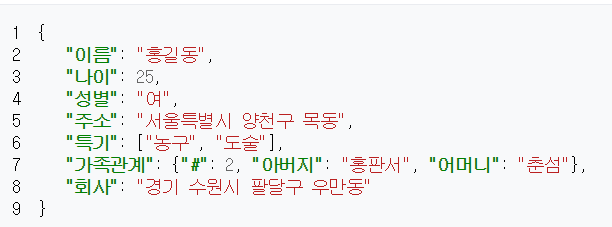 1 {
2 "이름": "홍길동",
3 "나이": 25,
4 "성별": "여",
5 "주소": "서울특별시 양천구 목동",
6 "특기": ["농구", "도술"],
7 "가족관계": {"#": 2, "아버지": "홍판서", "어머니": "춘섬"},
8 "회사": "경기 수원시 팔달구 우만동"
9 }